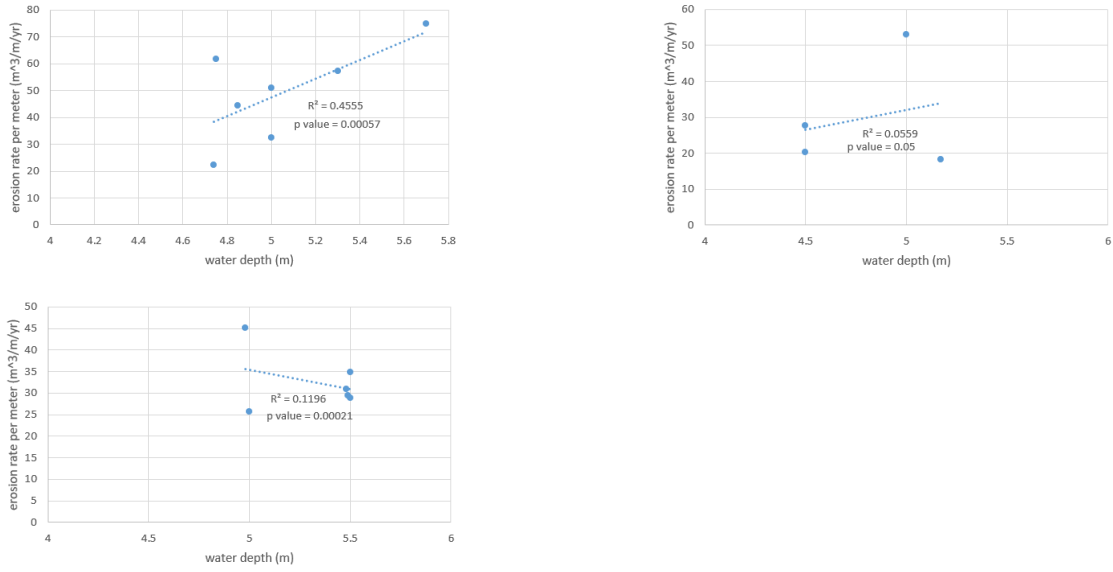 erosion rate per meter (m^3/m/yr)
80
70
60
50
40
30
20
10
0
R² = 0.4555
p value = 0.00057
4 4.2 4.4 4.6 4.8 5 5.2 5.4 5.6 5.8
water depth (m)
erosion rate per meter (m^3/m/yr)
60
50
40
30
20
10
0
R² = 0.0559
p value = 0.05
4 4.5 5 5.5 6
water depth (m)
erosion rate per meter (m^3/m/yr)
50
45
40
35
30
25
20
15
10
5
0
R² = 0.1196
p value = 0.00021
4 4.5 5 5.5 6
water depth (m)